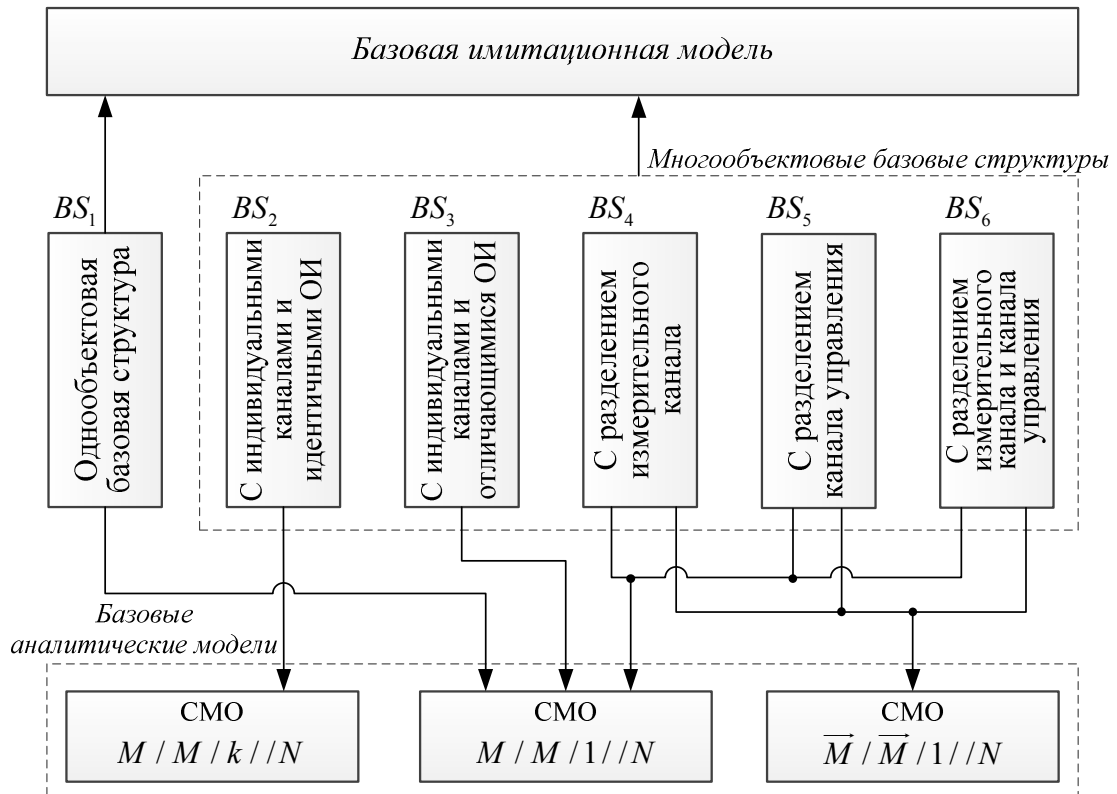 Базовая имитационная модель
Многообъектовые базовые структуры
BS₁
BS₂
BS₃
BS₄
BS₅
BS₆
Однообъектовая
базовая структура
С индивидуальными
каналами и
идентичными ОИ
С индивидуальными
каналами и
отличающимися ОИ
С разделением
измерительного
канала
С разделением
канала управления
С разделением
измерительного
канала и канала
управления
Базовые
аналитические модели
СМО
M / M / k / /N
СМО
M / M / 1 / /N
СМО
M⃗ / M⃗ / 1 / /N